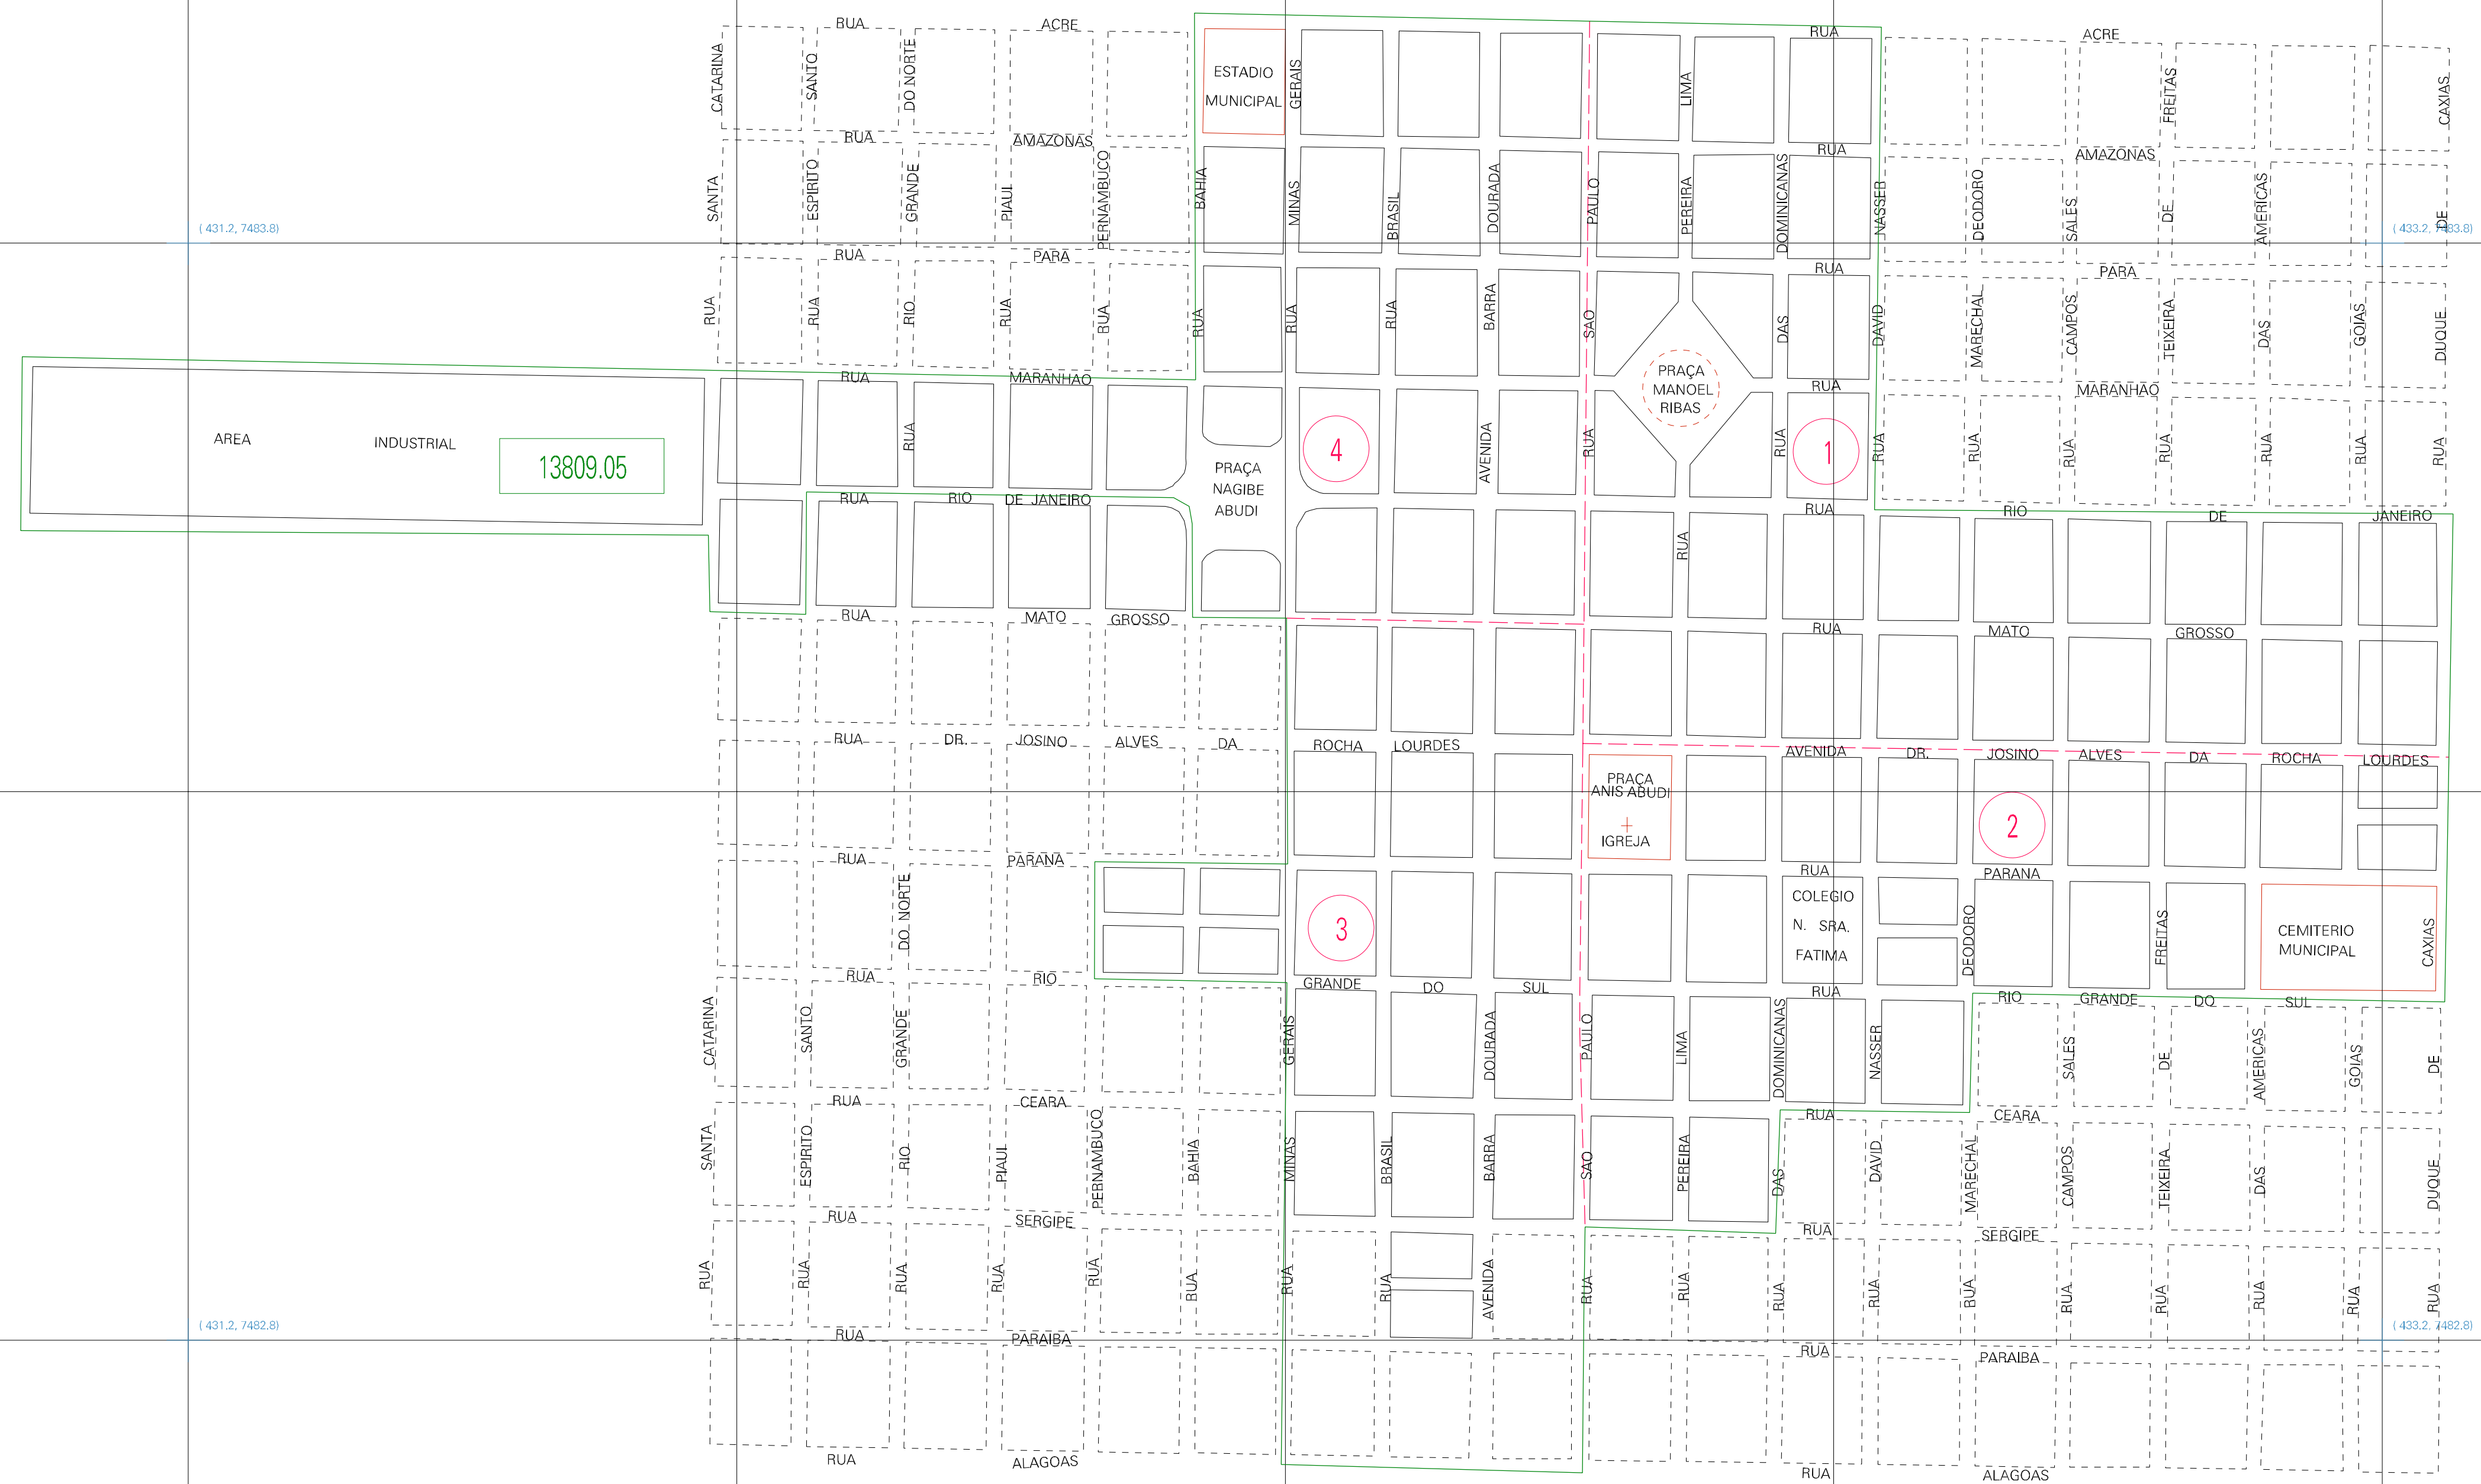 RUA ACRE RUA ACRE
CATARINA SANTO DO NORTE GERAIS LIMA FREITAS CAXIAS
ESTADIO
MUNICIPAL
RUA AMAZONAS RUA AMAZONAS
SANTA ESPIRITO GRANDE PIAUI PERNAMBUCO BAHIA MINAS BRASIL DOURADA PAULO PEREIRA DOMINICANAS NASSER DEODORO SALES DE AMERICAS DE
( 431.2, 7483.8) ( 433.2, 7483.8)
RUA PARA RUA PARA
RUA RUA RIO RUA RUA RUA RUA RUA BARRA SAO DAS DAVID MARECHAL CAMPOS TEIXEIRA DAS GOIAS DUQUE
PRAÇA
MANOEL
RIBAS
RUA MARANHAO RUA MARANHAO
AREA INDUSTRIAL
13809.05
RUA 4 AVENIDA RUA RUA 1 RUA RUA RUA RUA RUA RUA RUA
PRAÇA
NAGIBE
ABUDI
RUA RIO DE JANEIRO RUA RIO DE JANEIRO
RUA
RUA MATO GROSSO RUA MATO GROSSO
RUA DR. JOSINO ALVES DA ROCHA LOURDES AVENIDA DR. JOSINO ALVES DA ROCHA LOURDES
PRAÇA
ANIS ABUDI
IGREJA
2
RUA PARANA RUA PARANA
DO NORTE 3 DEODORO FREITAS CAXIAS
COLEGIO
N. SRA.
FATIMA
CEMITERIO
MUNICIPAL
RUA RIO GRANDE DO SUL RUA RIO GRANDE DO SUL
CATARINA SANTO GRANDE GERAIS DOURADA PAULO LIMA DOMINICANAS NASSER SALES DE AMERICAS GOIAS DE
RUA CEARA RUA CEARA
SANTA ESPIRITO RIO PIAUI PERNAMBUCO BAHIA MINAS BRASIL BARRA SAO PEREIRA DAS DAVID MARECHAL CAMPOS TEIXEIRA DAS DUQUE
RUA SERGIPE RUA SERGIPE
RUA RUA RUA RUA RUA RUA RUA RUA AVENIDA RUA RUA RUA RUA RUA RUA RUA RUA RUA RUA
( 431.2, 7482.8) ( 433.2, 7482.8)
RUA PARAIBA RUA PARAIBA
RUA ALAGOAS RUA ALAGOAS